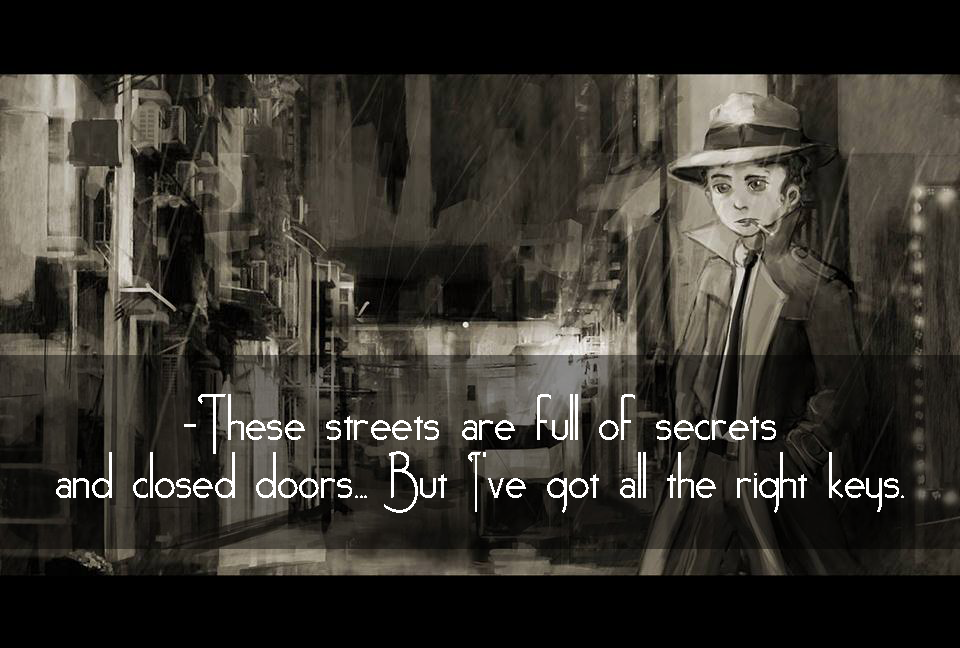 -These streets are full of secrets
and closed doors... But I've got all the right keys.